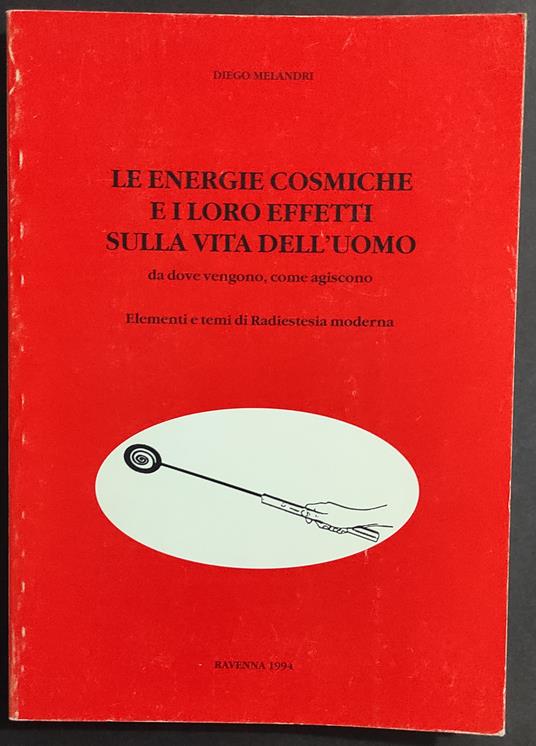 DIEGO MELANDRI
LE ENERGIE COSMICHE
E I LORO EFFETTI
SULLA VITA DELL'UOMO
da dove vengono, come agiscono
Elementi e temi di Radiestesia moderna
RAVENNA 1994